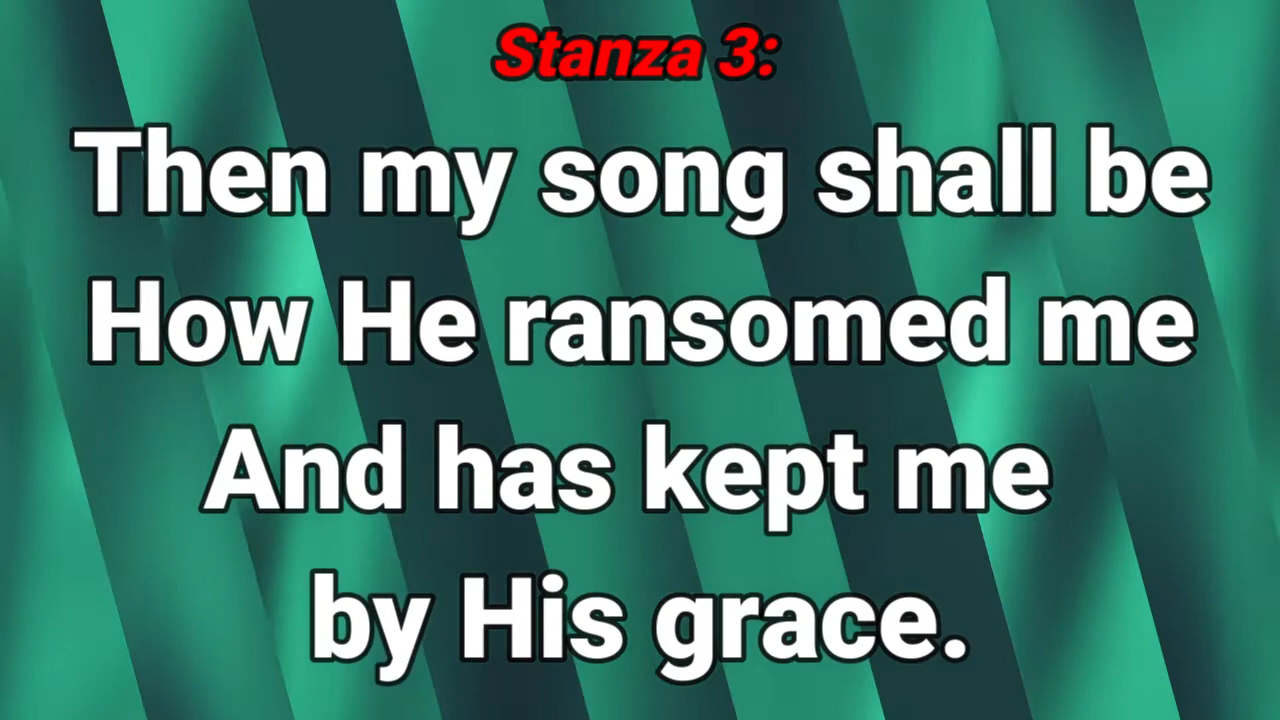 Stanza 3:
Then my song shall be
How He ransomed me
And has kept me
by His grace.